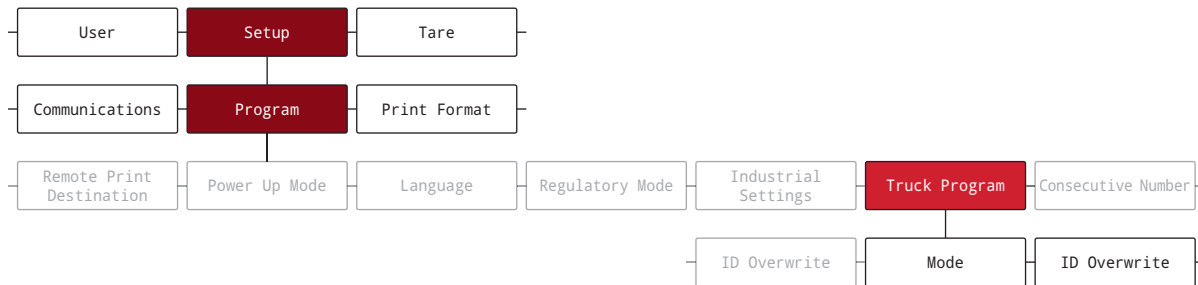 User
Setup
Tare
Communications
Program
Print Format
Remote Print
Destination
Power Up Mode
Language
Regulatory Mode
Industrial
Settings
Truck Program
Consecutive Number
ID Overwrite
Mode
ID Overwrite